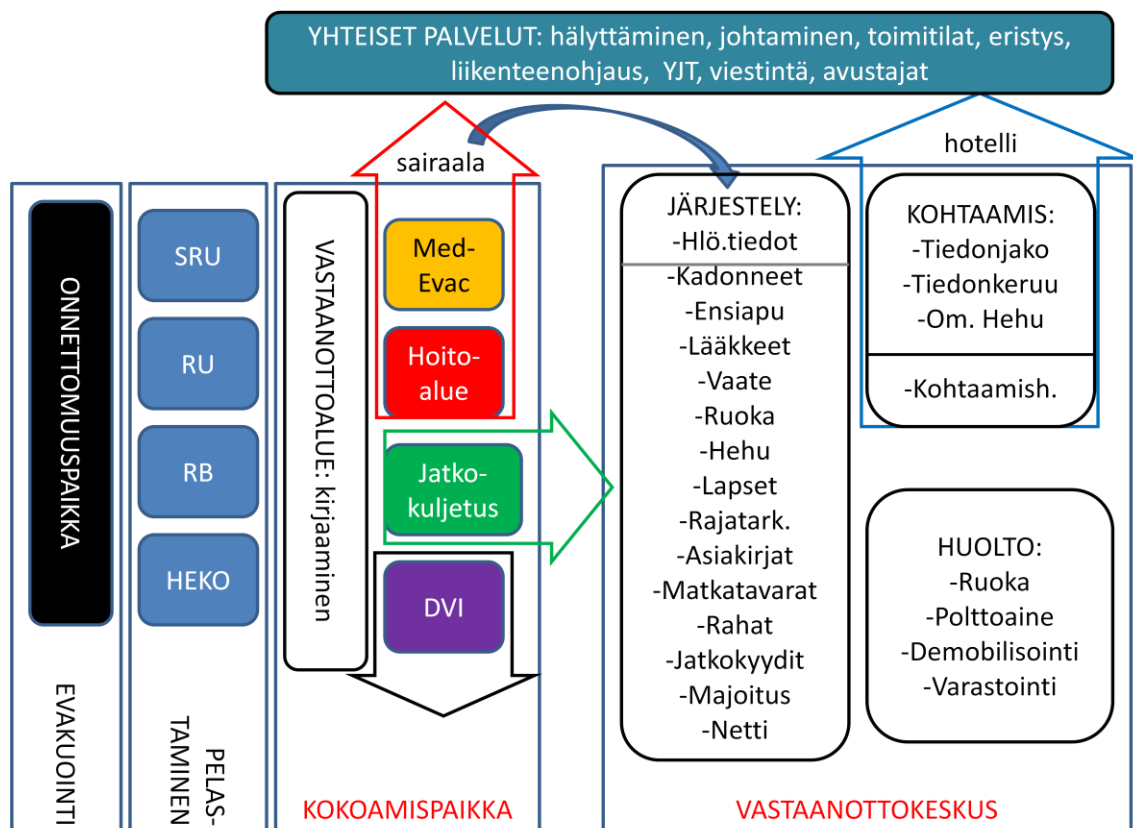 YHTEISET PALVELUT: hälyttäminen, johtaminen, toimitilat, eristys,
liikenteenohjaus, YJT, viestintä, avustajat
sairaala
hotelli
ONNETTOMUUSPAIKKA
EVAKUOINTI
SRU
RU
RB
HEKO
PELAS-
TAMINEN
VASTAANOTTOALUE: kirjaaminen
Med-
Evac
Hoito-
alue
Jatko-
kuljetus
DVI
KOKOAMISPAIKKA
JÄRJESTELY:
-Hlö.tiedot
-Kadonneet
-Ensiapu
-Lääkkeet
-Vaate
-Ruoka
-Hehu
-Lapset
-Rajatark.
-Asiakirjat
-Matkatavarat
-Rahat
-Jatkokyydit
-Majoitus
-Netti
KOHTAAMIS:
-Tiedonjako
-Tiedonkeruu
-Om. Hehu
-Kohtaamish.
HUOLTO:
-Ruoka
-Polttoaine
-Demobilisointi
-Varastointi
VASTAANOTTOKESKUS